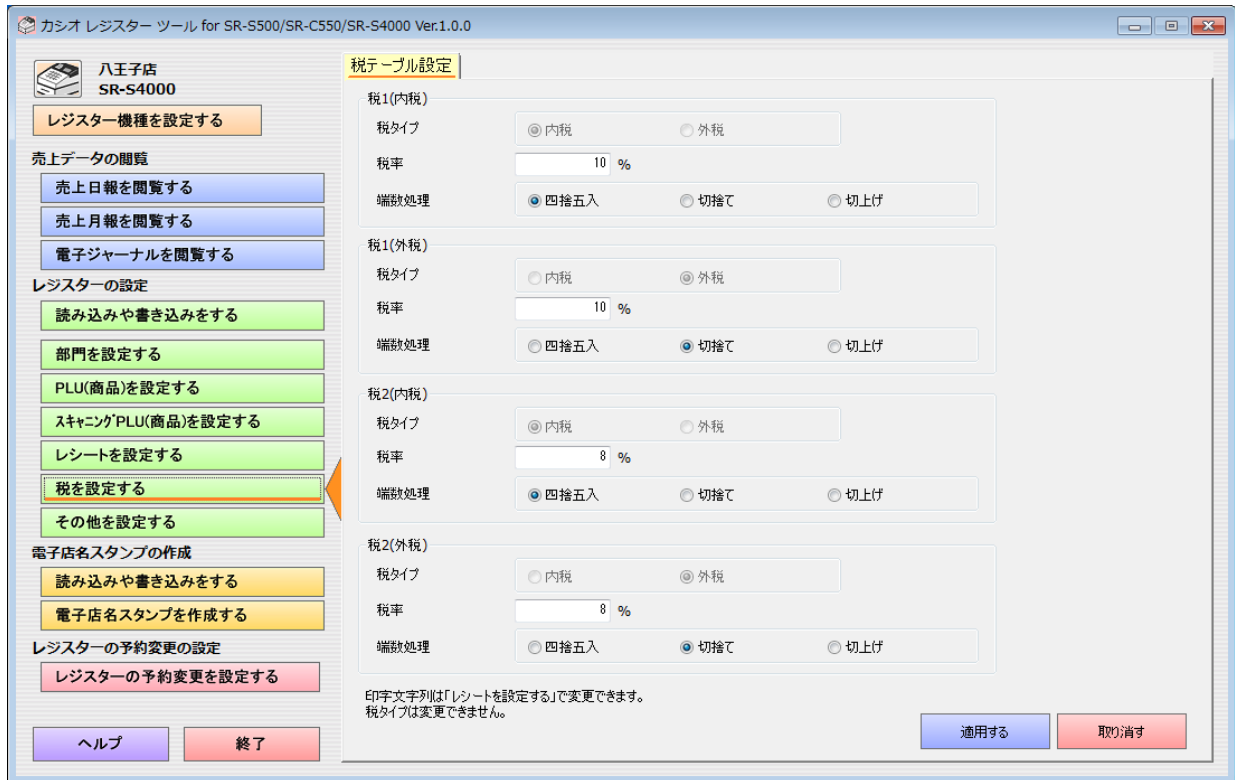 カシオ レジスター ツール for SR-S500/SR-C550/SR-S4000 Ver.1.0.0
八王子店
SR-S4000
レジスター機種を設定する
売上データの閲覧
売上日報を閲覧する
売上月報を閲覧する
電子ジャーナルを閲覧する
レジスターの設定
読み込みや書き込みをする
部門を設定する
PLU(商品)を設定する
ｽｷｬﾆﾝｸﾞPLU(商品)を設定する
レシートを設定する
税を設定する
その他を設定する
電子店名スタンプの作成
読み込みや書き込みをする
電子店名スタンプを作成する
レジスターの予約変更の設定
レジスターの予約変更を設定する
ヘルプ 終了
税テーブル設定
税1(内税)
税タイプ 内税 外税
税率 10 %
端数処理 四捨五入 切捨て 切上げ
税1(外税)
税タイプ 内税 外税
税率 10 %
端数処理 四捨五入 切捨て 切上げ
税2(内税)
税タイプ 内税 外税
税率 8 %
端数処理 四捨五入 切捨て 切上げ
税2(外税)
税タイプ 内税 外税
税率 8 %
端数処理 四捨五入 切捨て 切上げ
印字文字列は「レシートを設定する」で変更できます。
税タイプは変更できません。
適用する 取り消す